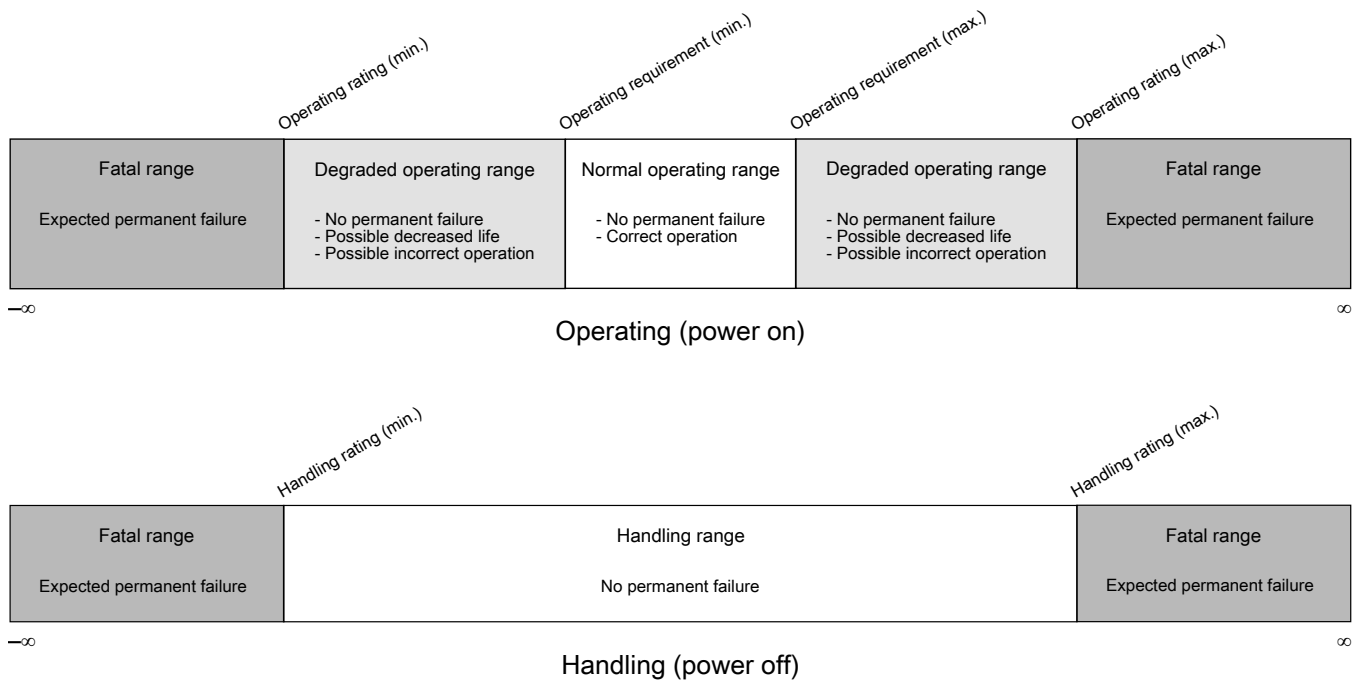 Operating rating (min.)
Operating requirement (min.)
Operating requirement (max.)
Operating rating (max.)
Fatal range
Expected permanent failure
Degraded operating range
- No permanent failure
- Possible decreased life
- Possible incorrect operation
Normal operating range
- No permanent failure
- Correct operation
Degraded operating range
- No permanent failure
- Possible decreased life
- Possible incorrect operation
Fatal range
Expected permanent failure
–∞
∞
Operating (power on)
Handling rating (min.)
Handling rating (max.)
Fatal range
Expected permanent failure
Handling range
No permanent failure
Fatal range
Expected permanent failure
–∞
∞
Handling (power off)